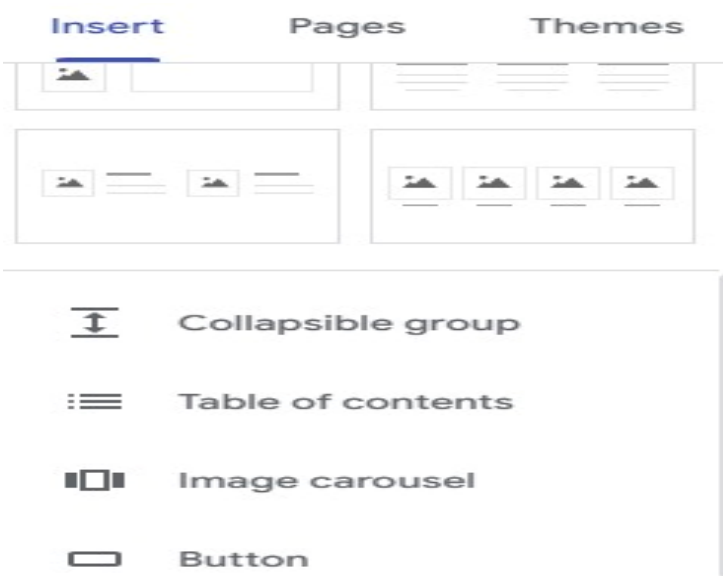 Insert Pages Themes
Collapsible group
Table of contents
Image carousel
Button